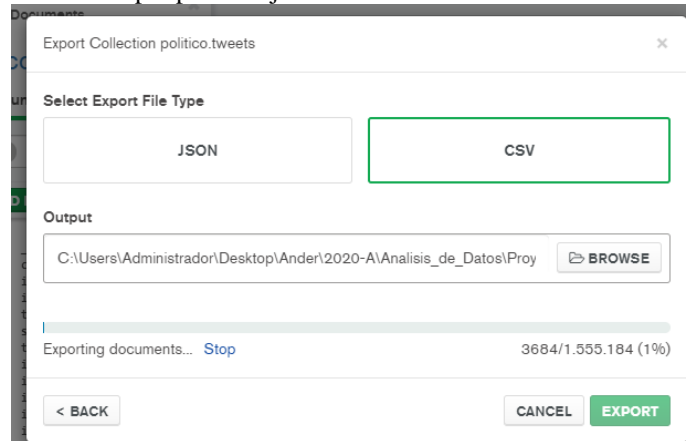 Documents
Export Collection politico.tweets ×
Select Export File Type
JSON CSV
Output
C:\Users\Administrador\Desktop\Ander\2020-A\Analisis_de_Datos\Proy BROWSE
Exporting documents... Stop 3684/1.555.184 (1%)
< BACK CANCEL EXPORT